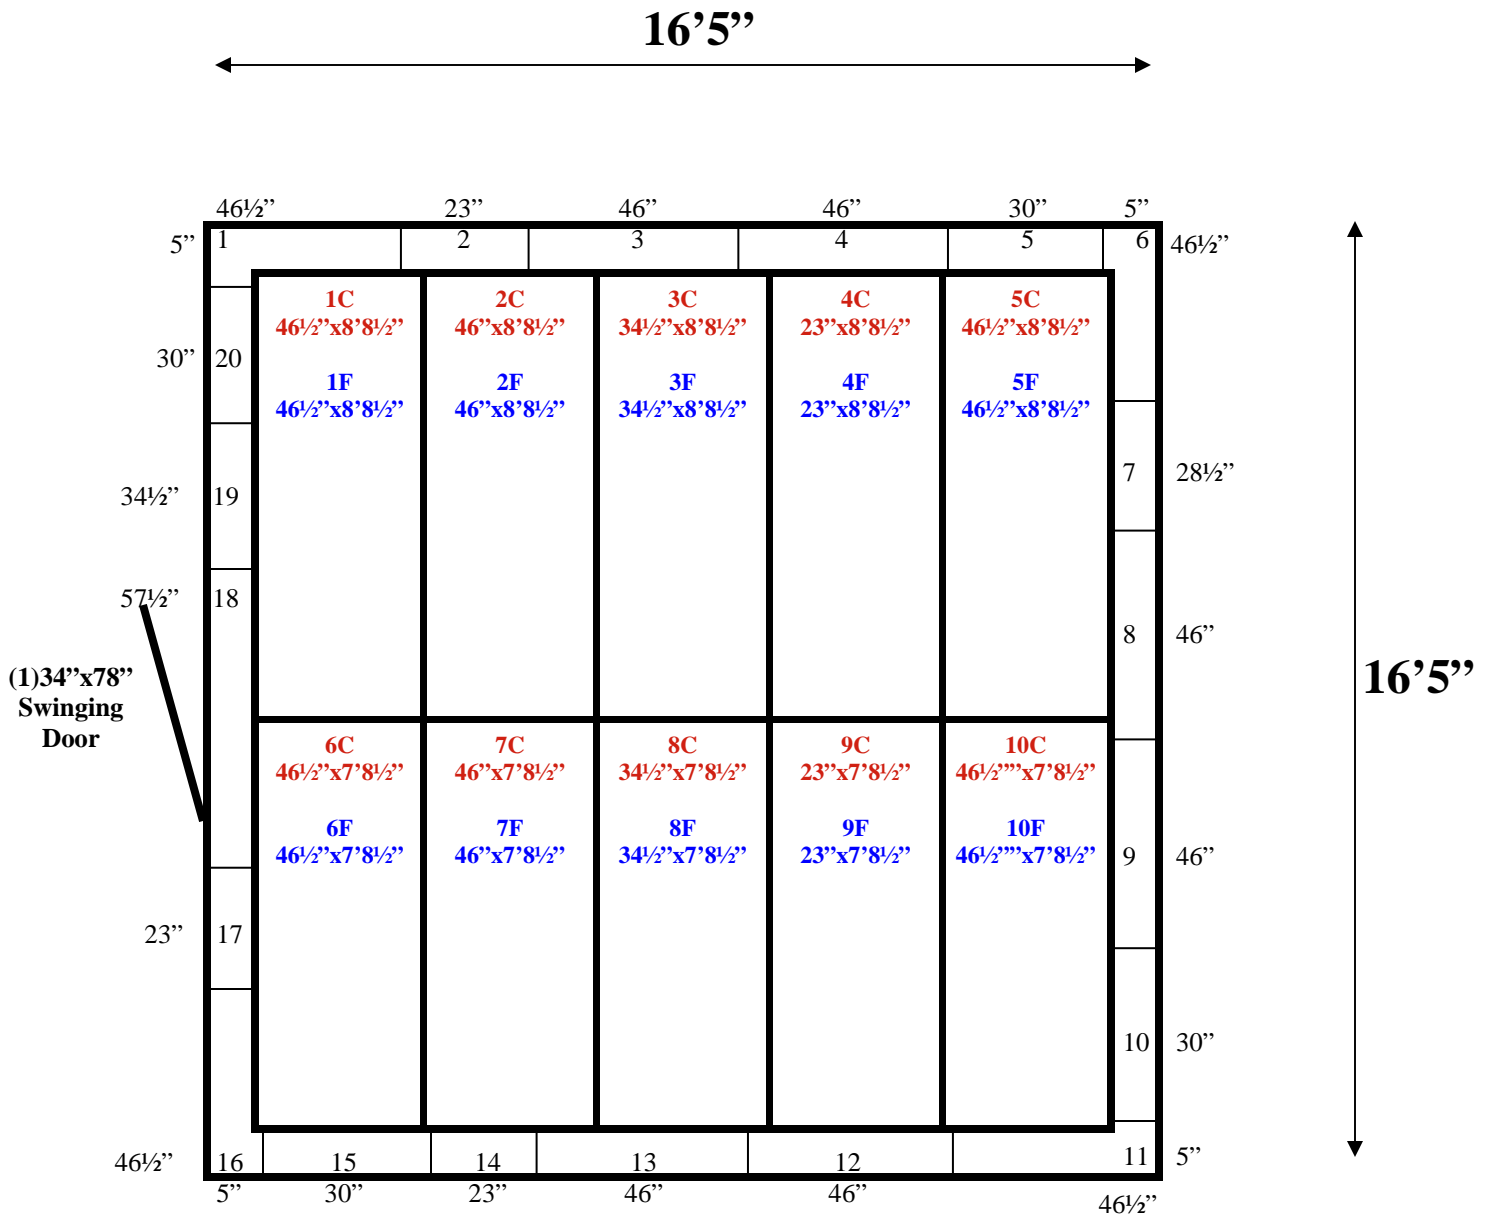 16’5”
46½” 23” 46” 46” 30” 5”
5” 1 2 3 4 5 6 46½”
1C 2C 3C 4C 5C
46½”x8’8½” 46”x8’8½” 34½”x8’8½” 23”x8’8½” 46½”x8’8½”
30” 20
1F 2F 3F 4F 5F
46½”x8’8½” 46”x8’8½” 34½”x8’8½” 23”x8’8½” 46½”x8’8½”
7 28½”
34½” 19
57½” 18
8 46”
(1)34”x78”
Swinging
Door
16’5”
6C 7C 8C 9C 10C
46½”x7’8½” 46”x7’8½” 34½”x7’8½” 23”x7’8½” 46½””x7’8½”
6F 7F 8F 9F 10F
46½”x7’8½” 46”x7’8½” 34½”x7’8½” 23”x7’8½” 46½””x7’8½”
9 46”
23” 17
10 30”
46½” 16 15 14 13 12 11 5”
5” 30” 23” 46” 46” 46½”